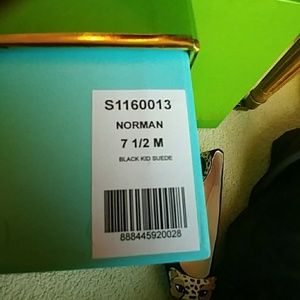 S1160013
NORMAN
7 1/2 M
BLACK KID SUEDE
888445920028